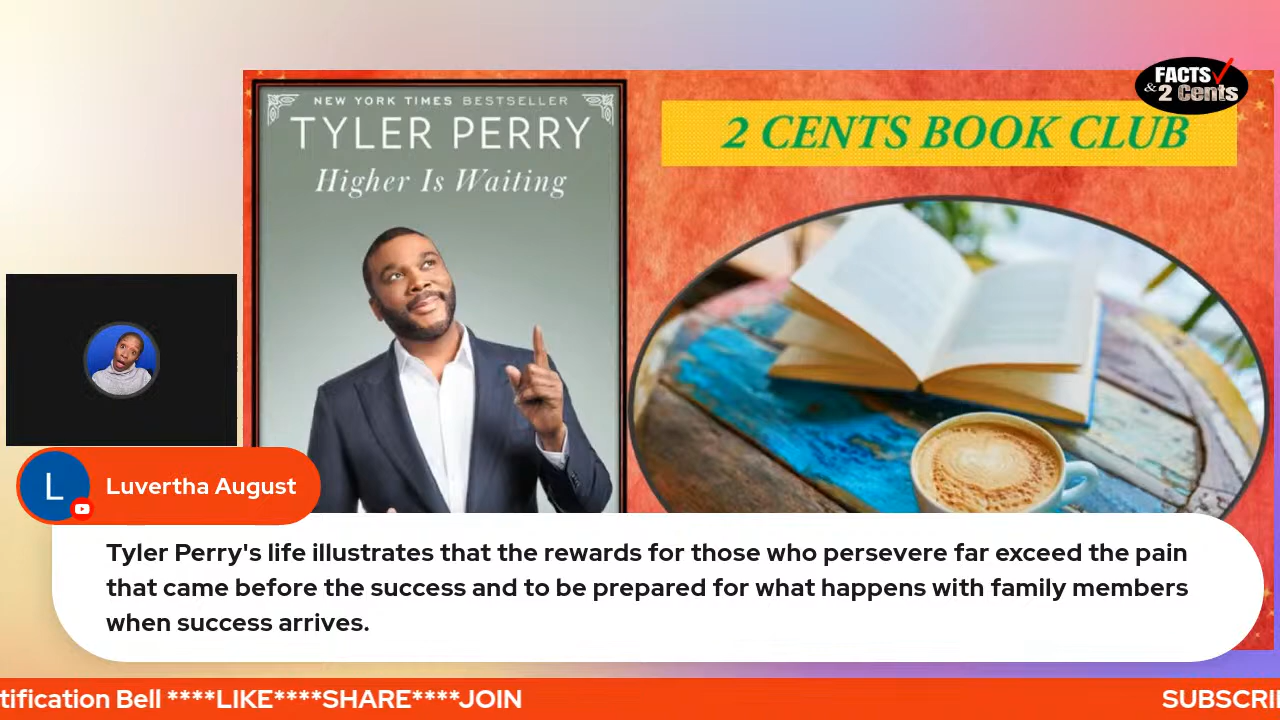 FACTS
& 2 Cents
NEW YORK TIMES BESTSELLER
TYLER PERRY
Higher Is Waiting
2 CENTS BOOK CLUB
L
Luvertha August
Tyler Perry's life illustrates that the rewards for those who persevere far exceed the pain
that came before the success and to be prepared for what happens with family members
when success arrives.
tification Bell ****LIKE****SHARE****JOIN SUBSCRI